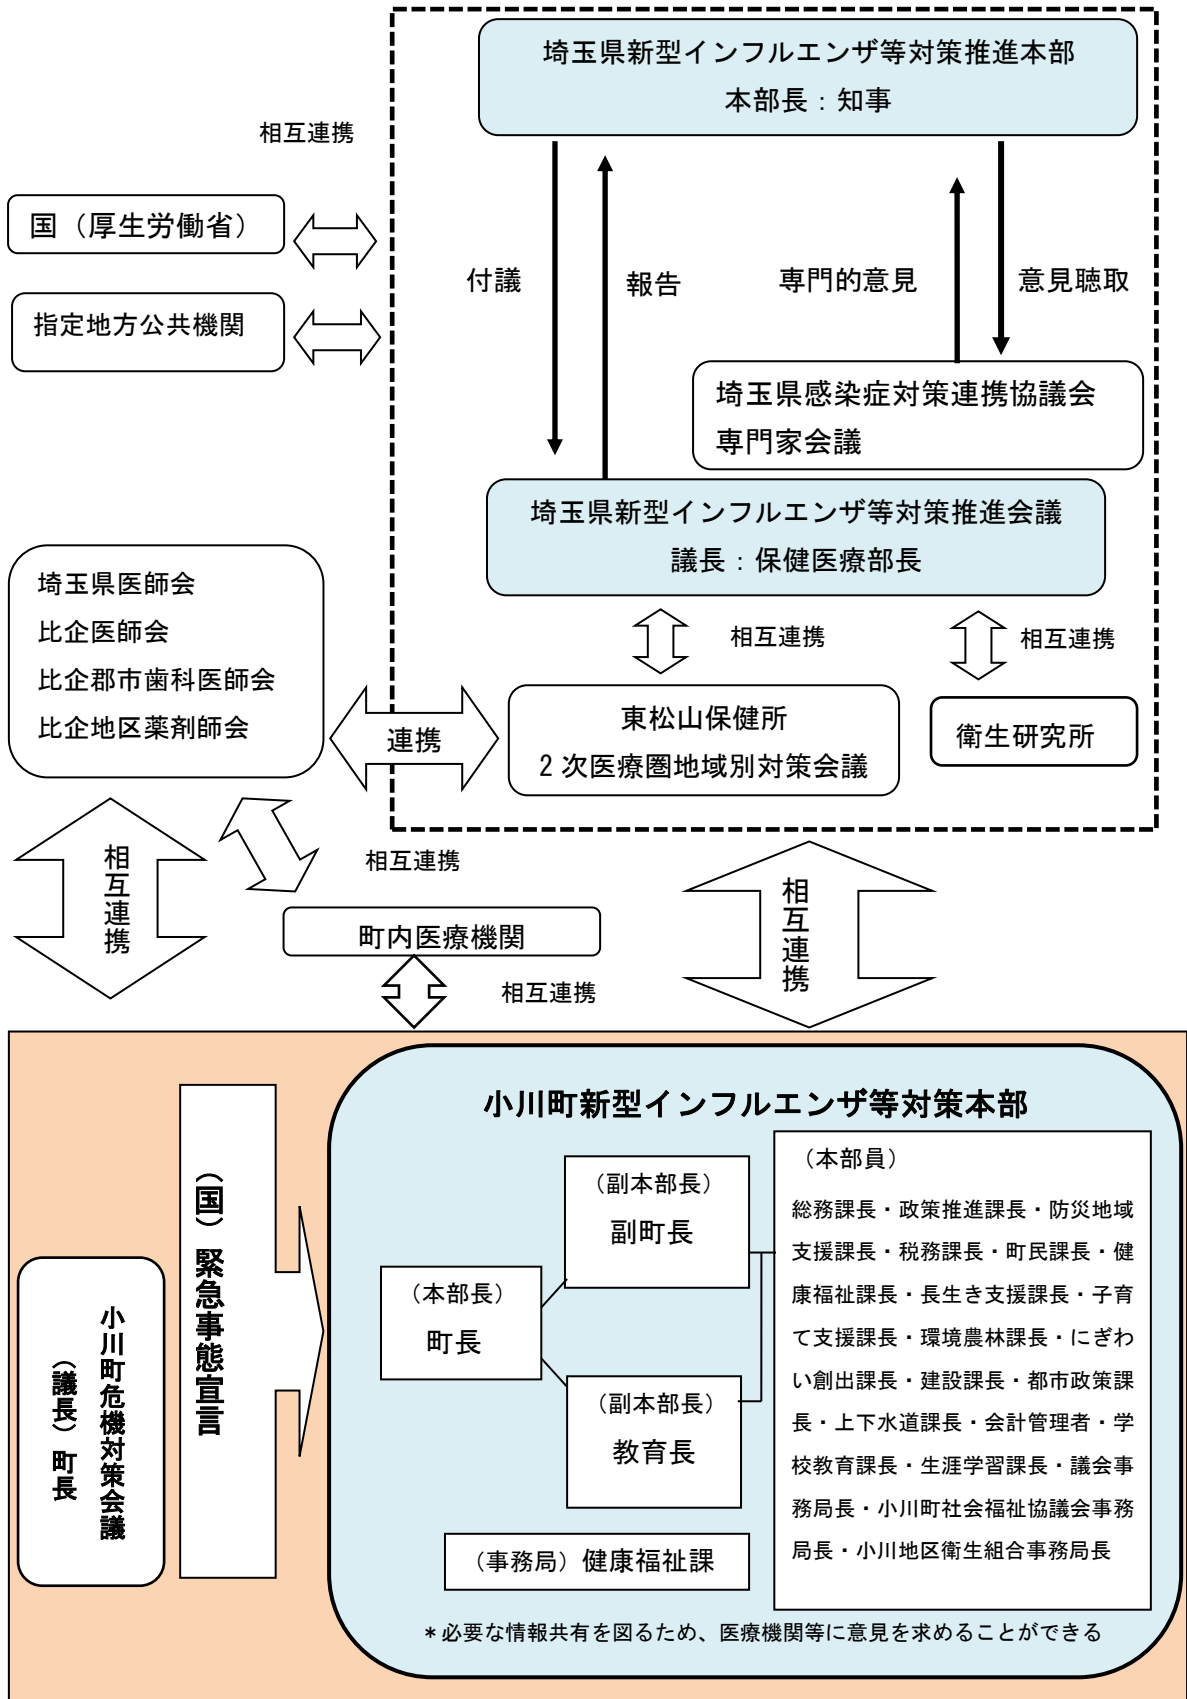 埼玉県新型インフルエンザ等対策推進本部
本部長：知事
相互連携
国（厚生労働省）
指定地方公共機関
付議
報告
専門的意見
意見聴取
埼玉県感染症対策連携協議会
専門家会議
埼玉県新型インフルエンザ等対策推進会議
議長：保健医療部長
埼玉県医師会
比企医師会
比企郡市歯科医師会
比企地区薬剤師会
相互連携
相互連携
連携
東松山保健所
2次医療圏地域別対策会議
衛生研究所
相互連携
相互連携
相互連携
町内医療機関
相互連携
小川町新型インフルエンザ等対策本部
小川町危機対策会議
（議長）町長
（国）緊急事態宣言
（本部長）
町長
（副本部長）
副町長
（副本部長）
教育長
（本部員）
総務課長・政策推進課長・防災地域
支援課長・税務課長・町民課長・健
康福祉課長・長生き支援課長・子育
て支援課長・環境農林課長・にぎわ
い創出課長・建設課長・都市政策課
長・上下水道課長・会計管理者・学
校教育課長・生涯学習課長・議会事
務局長・小川町社会福祉協議会事務
局長・小川地区衛生組合事務局長
（事務局）健康福祉課
＊必要な情報共有を図るため、医療機関等に意見を求めることができる